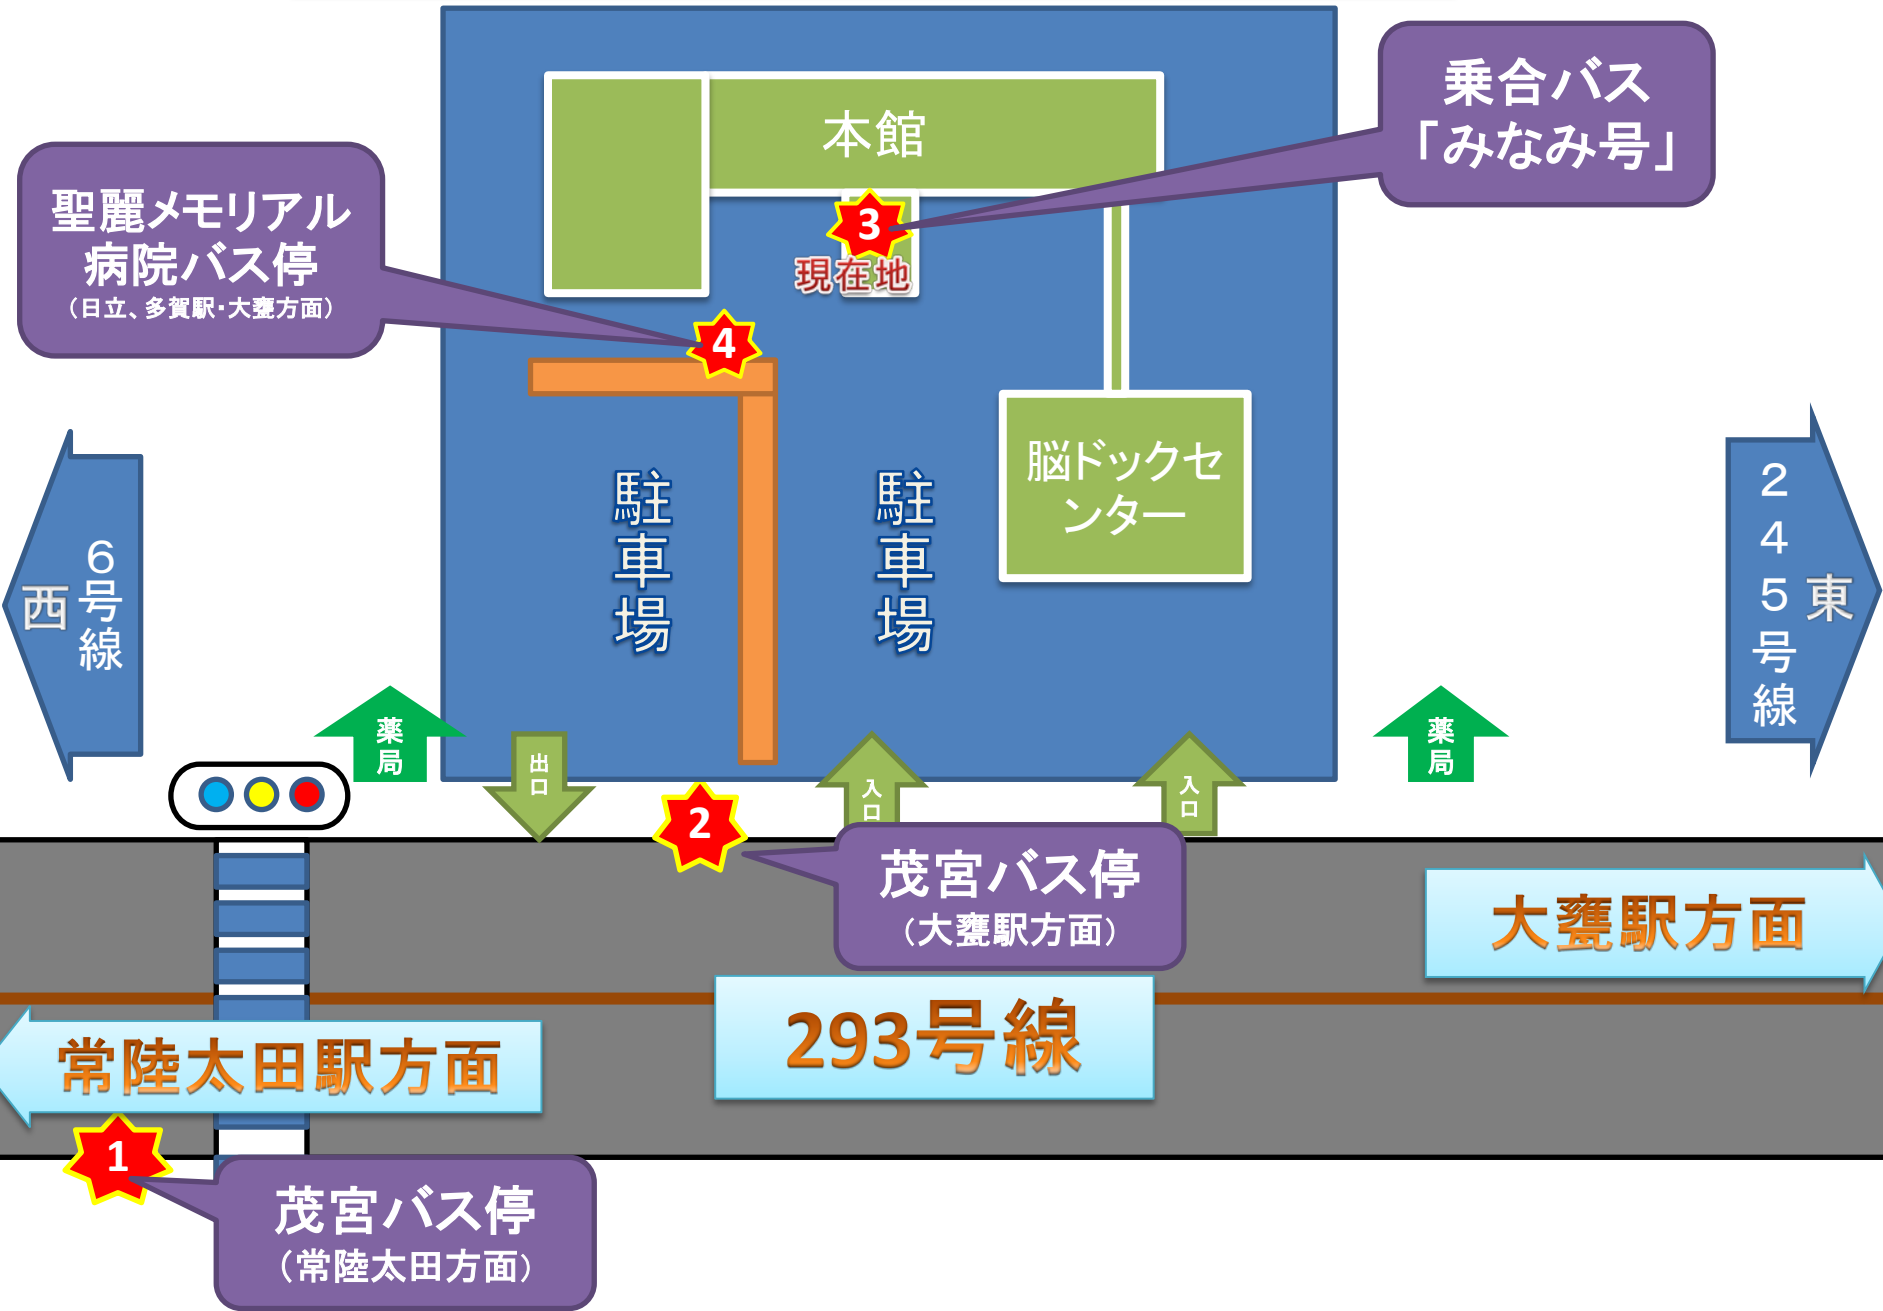 乗合バス
「みなみ号」
本館
聖麗メモリアル
病院バス停
（日立、多賀駅・大甕方面）
3
現在地
4
脳ドックセ
ンター
駐車場
駐車場
６号線
西
２４５号線
東
薬局
出口
入口
入口
薬局
2
茂宮バス停
（大甕駅方面）
大甕駅方面
293号線
常陸太田駅方面
1
茂宮バス停
（常陸太田方面）